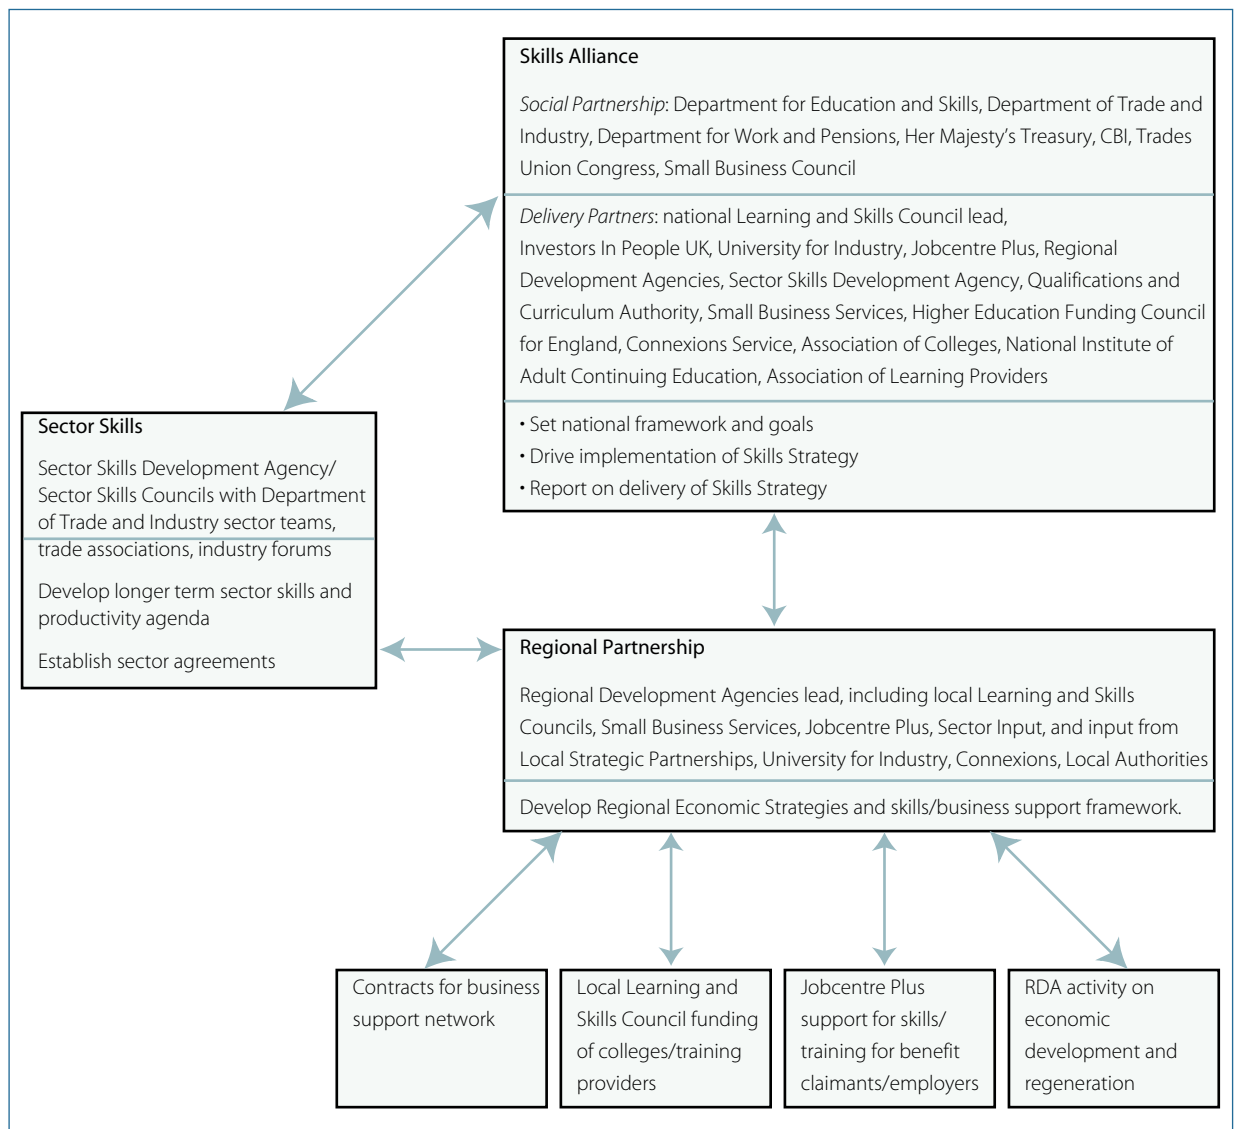 Skills Alliance
Social Partnership: Department for Education and Skills, Department of Trade and
Industry, Department for Work and Pensions, Her Majesty’s Treasury, CBI, Trades
Union Congress, Small Business Council
Delivery Partners: national Learning and Skills Council lead,
Investors In People UK, University for Industry, Jobcentre Plus, Regional
Development Agencies, Sector Skills Development Agency, Qualifications and
Curriculum Authority, Small Business Services, Higher Education Funding Council
for England, Connexions Service, Association of Colleges, National Institute of
Adult Continuing Education, Association of Learning Providers
• Set national framework and goals
• Drive implementation of Skills Strategy
• Report on delivery of Skills Strategy
Sector Skills
Sector Skills Development Agency/
Sector Skills Councils with Department
of Trade and Industry sector teams,
trade associations, industry forums
Develop longer term sector skills and
productivity agenda
Establish sector agreements
Regional Partnership
Regional Development Agencies lead, including local Learning and Skills
Councils, Small Business Services, Jobcentre Plus, Sector Input, and input from
Local Strategic Partnerships, University for Industry, Connexions, Local Authorities
Develop Regional Economic Strategies and skills/business support framework.
Contracts for business
support network
Local Learning and
Skills Council funding
of colleges/training
providers
Jobcentre Plus
support for skills/
training for benefit
claimants/employers
RDA activity on
economic
development and
regeneration